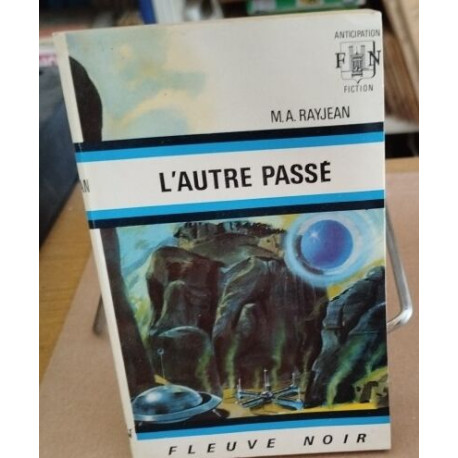 ANTICIPATION
F N
FICTION
M. A. RAYJEAN
L'AUTRE PASSÉ
N
FLEUVE NOIR